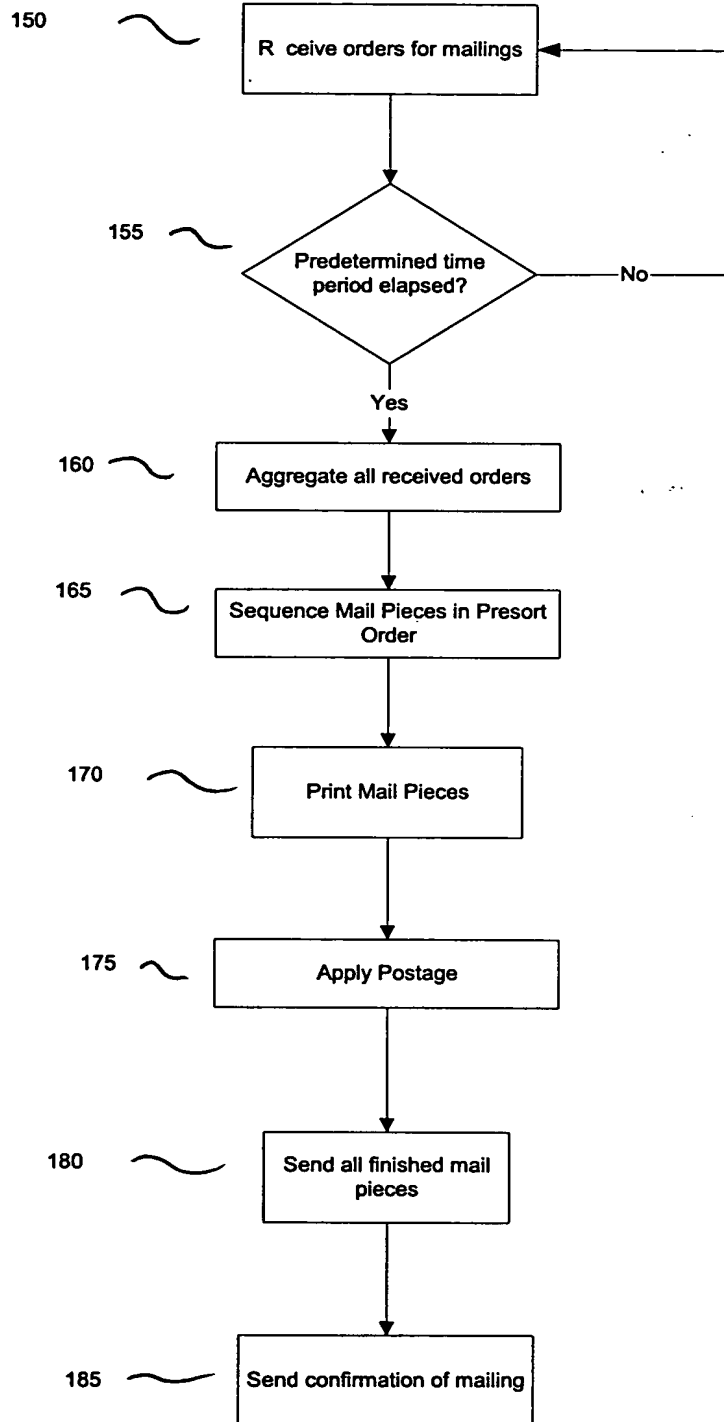 150
R ceive orders for mailings
155
Predetermined time
period elapsed?
No
Yes
160
Aggregate all received orders
165
Sequence Mail Pieces in Presort
Order
170
Print Mail Pieces
175
Apply Postage
180
Send all finished mail
pieces
185
Send confirmation of mailing